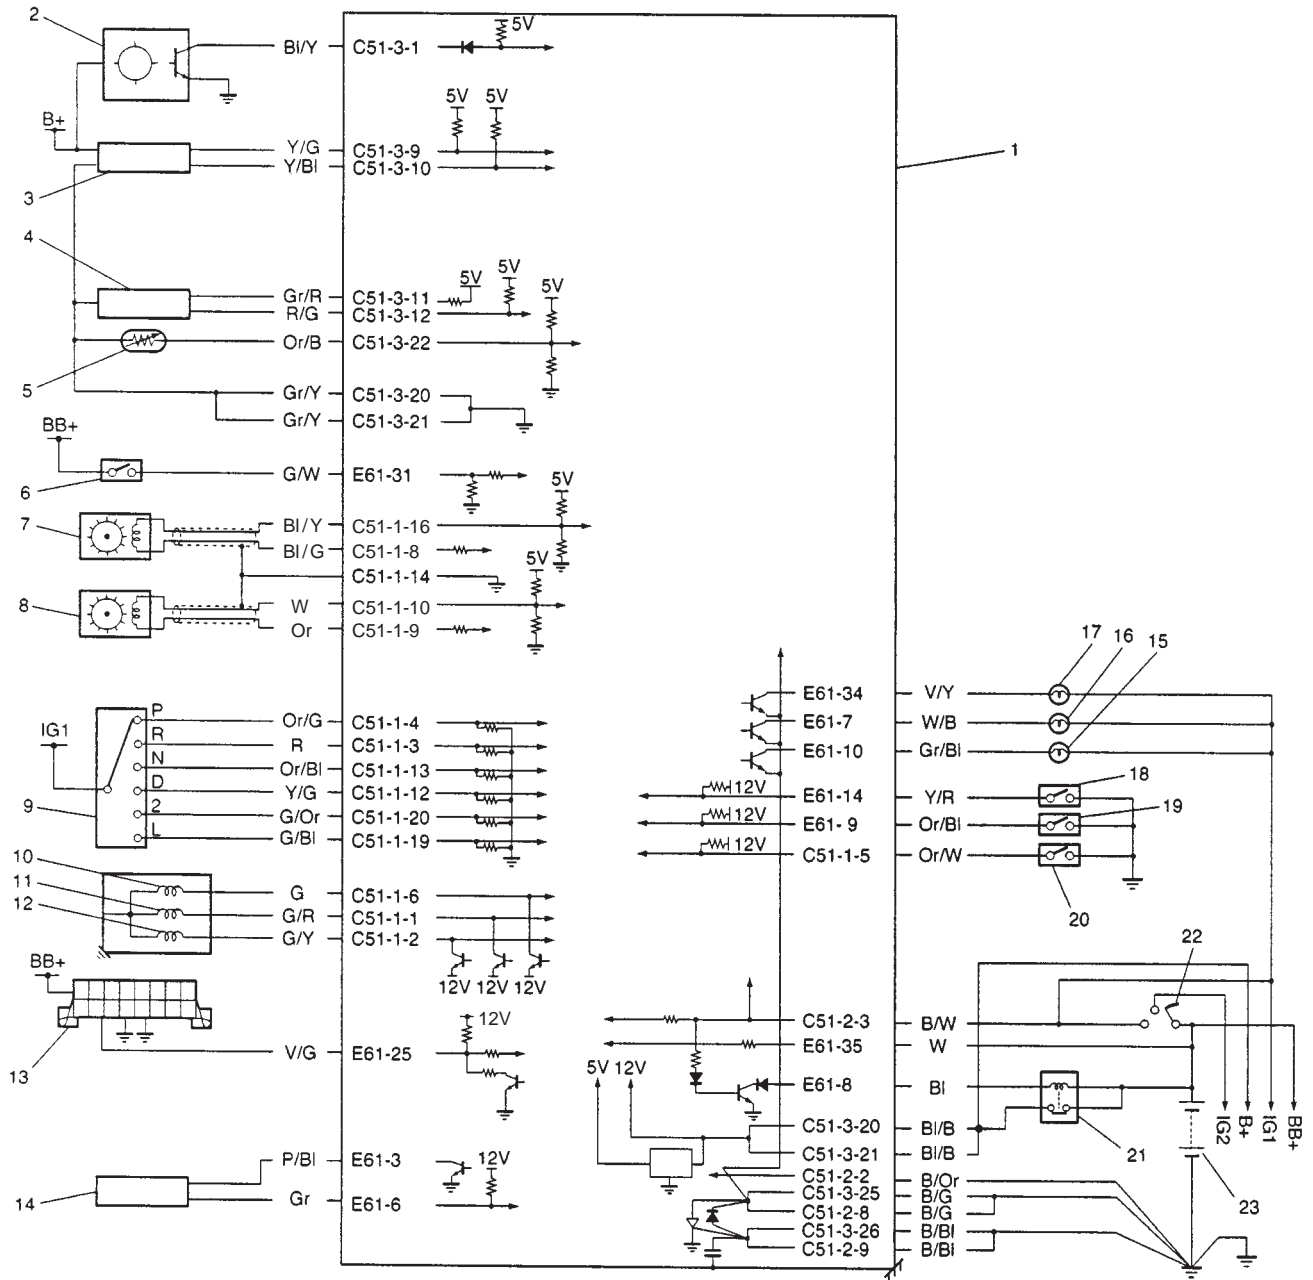 2
Bl/Y C51-3-1 5V
B+
5V 5V
Y/G C51-3-9
Y/Bl C51-3-10
1
3
4
5V 5V 5V
Gr/R C51-3-11
R/G C51-3-12
Or/B C51-3-22
5
Gr/Y C51-3-20
Gr/Y C51-3-21
BB+
G/W E61-31
6
5V
7 Bl/Y C51-1-16
Bl/G C51-1-8
5V
C51-1-14
8 W C51-1-10
Or C51-1-9
17 16 15
E61-34 V/Y
E61-7 W/B
E61-10 Gr/Bl
IG1
P Or/G C51-1-4
R R C51-1-3
N Or/Bl C51-1-13
D Y/G C51-1-12
2 G/Or C51-1-20
L G/Bl C51-1-19
9
12V E61-14 Y/R 18
12V E61-9 Or/Bl 19
12V C51-1-5 Or/W
20
10
11
12
G C51-1-6
G/R C51-1-1
G/Y C51-1-2
12V 12V 12V
BB+
13
12V
V/G E61-25
22
C51-2-3 B/W
E61-35 W
5V 12V
E61-8 Bl
C51-3-20 Bl/B
C51-3-21 Bl/B
21
IG2 B+ IG1 BB+
23
C51-2-2 B/Or
C51-3-25 B/G
C51-2-8 B/G
C51-3-26 B/Bl
C51-2-9 B/Bl
14
P/Bl E61-3
12V
Gr E61-6